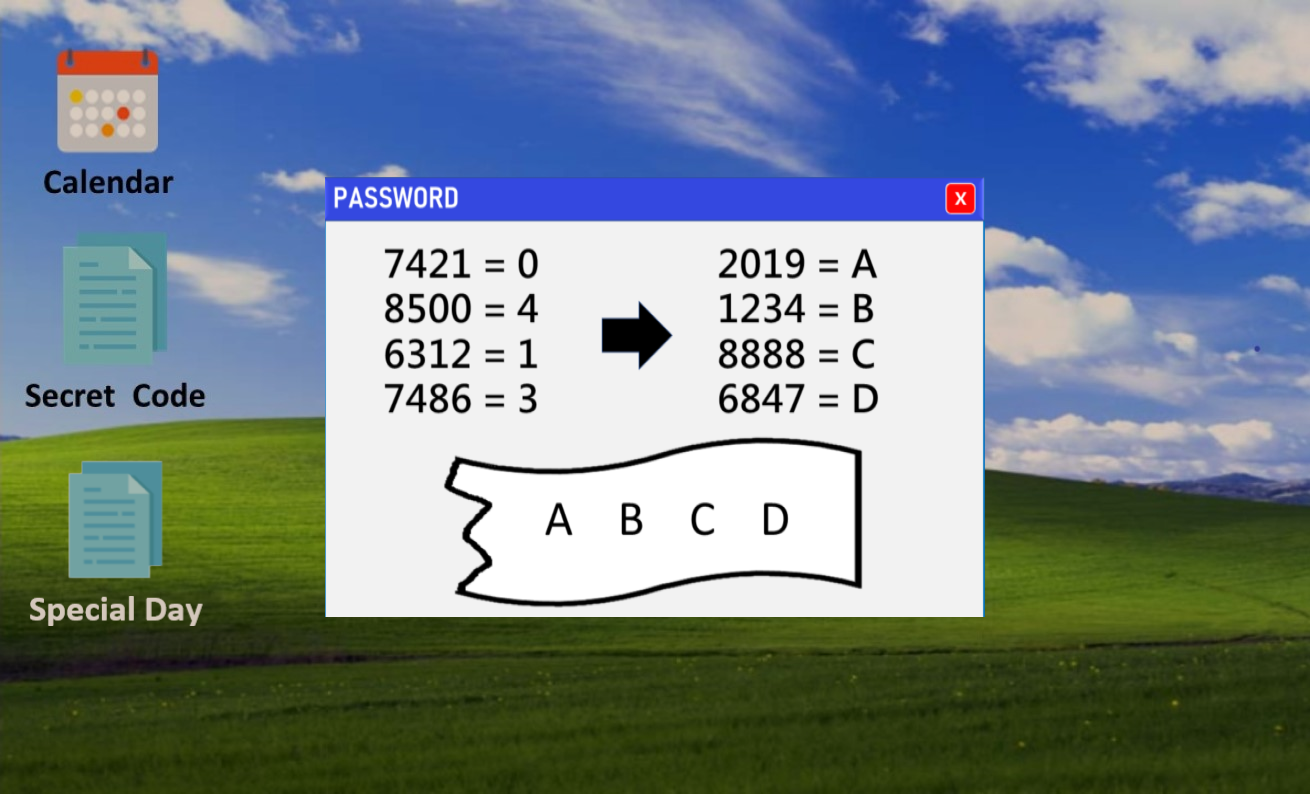 Calendar
Secret Code
Special Day
PASSWORD
X
7421 = 0
8500 = 4
6312 = 1
7486 = 3
2019 = A
1234 = B
8888 = C
6847 = D
A B C D